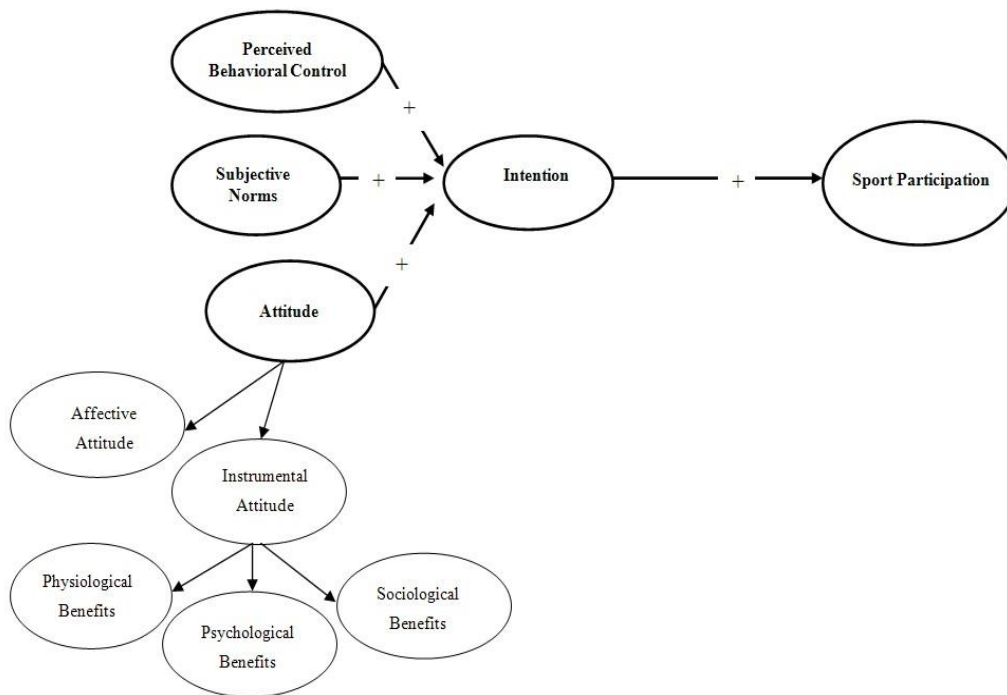 Perceived
Behavioral Control
+
Subjective
Norms
+
Intention
+
Sport Participation
+
Attitude
Affective
Attitude
Instrumental
Attitude
Physiological
Benefits
Psychological
Benefits
Sociological
Benefits